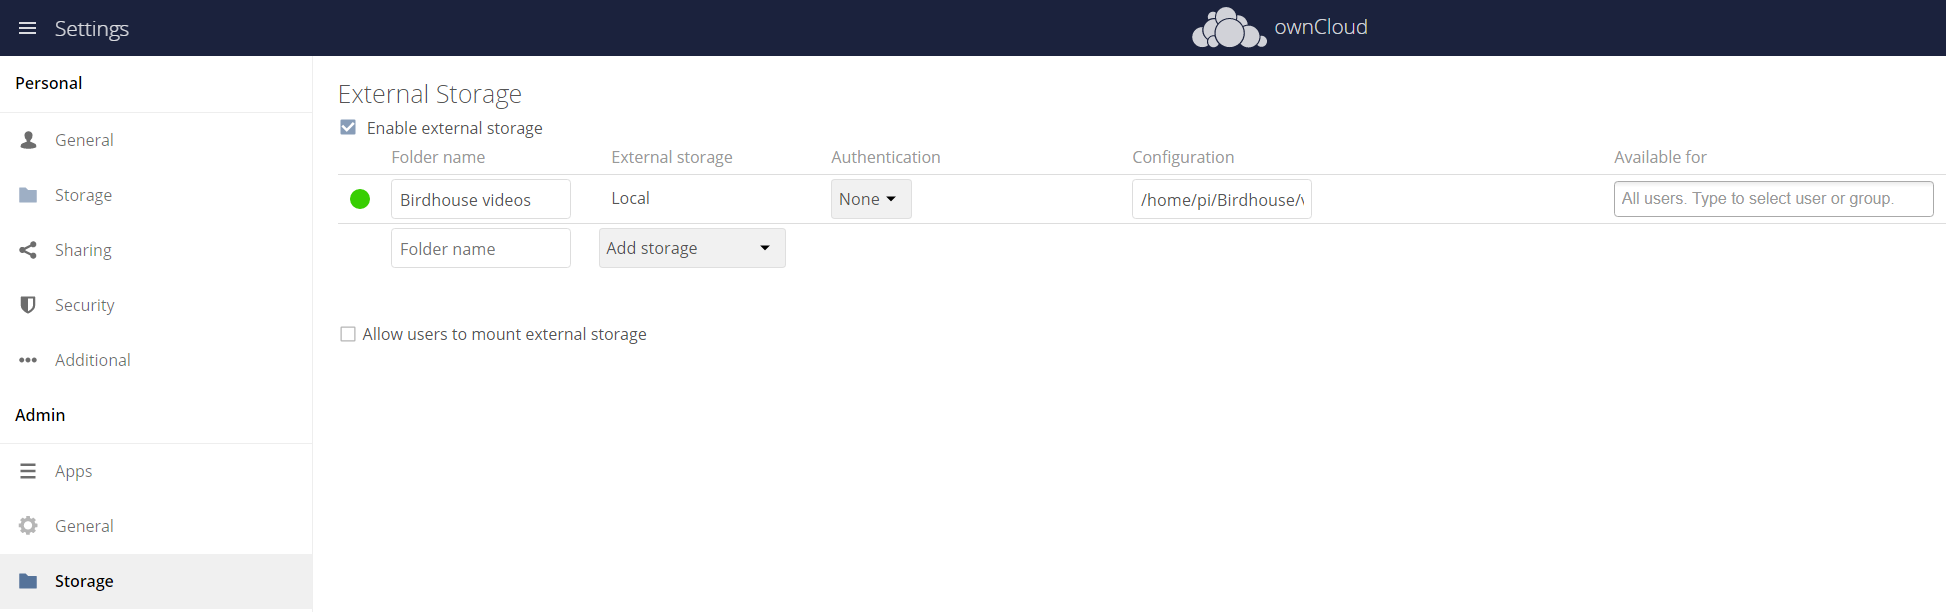 Settings
ownCloud
Personal
General
Storage
Sharing
Security
Additional
Admin
Apps
General
Storage
External Storage
Enable external storage
Folder name External storage Authentication Configuration Available for
Birdhouse videos Local None /home/pi/Birdhouse/ All users. Type to select user or group.
Folder name Add storage
Allow users to mount external storage